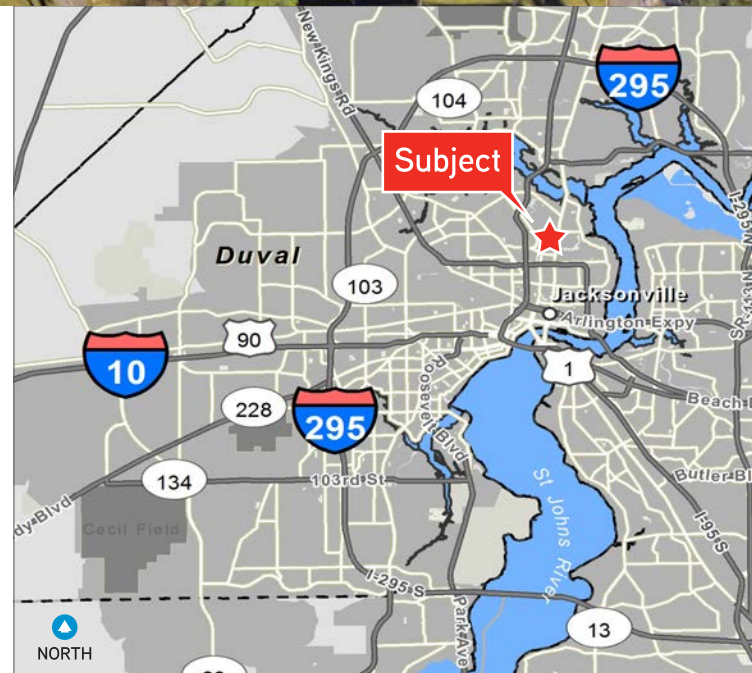 New Kings Rd
295
104
Subject
I-295 N
Duval
103
Jacksonville
Arlington Expy
SR-113 N
90
10
1
Roosevelt Blvd
Beach
228
295
134
103rd St
St Johns River
Butler Bl
dy Blvd
Cecil Field
I-95 S
I-295 S
Park Ave
13
NORTH